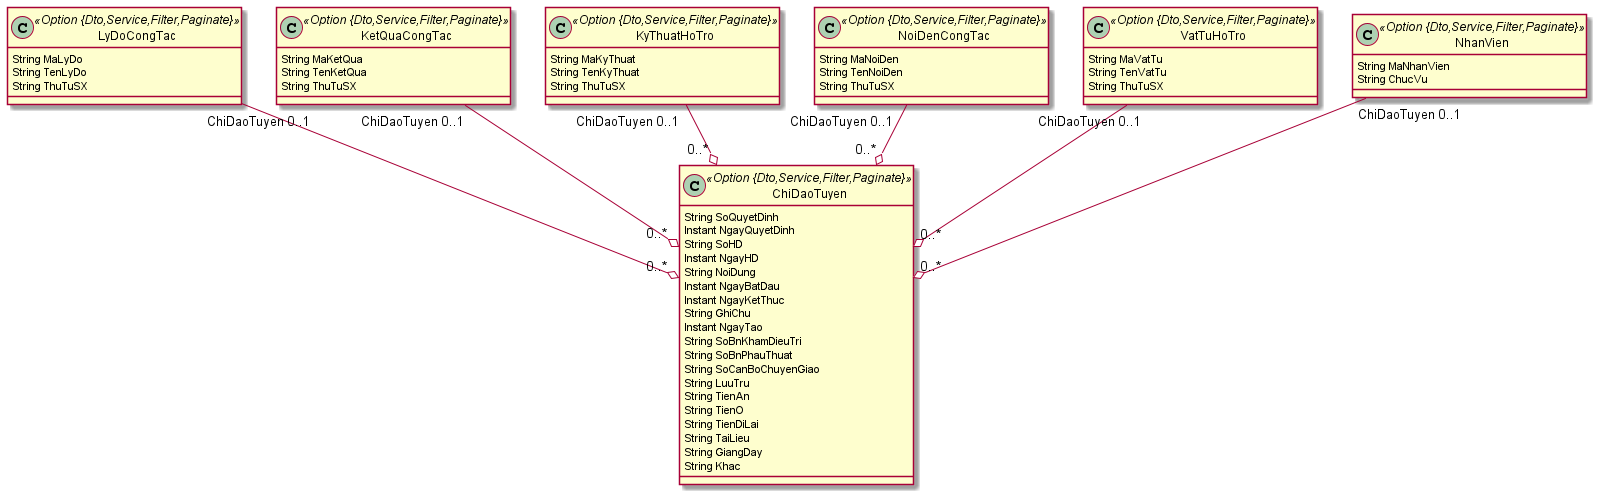 C «Option {Dto,Service,Filter,Paginate}»
LyDoCongTac
String MaLyDo
String TenLyDo
String ThuTuSX
C «Option {Dto,Service,Filter,Paginate}»
KetQuaCongTac
String MaKetQua
String TenKetQua
String ThuTuSX
C «Option {Dto,Service,Filter,Paginate}»
KyThuatHoTro
String MaKyThuat
String TenKyThuat
String ThuTuSX
C «Option {Dto,Service,Filter,Paginate}»
NoiDenCongTac
String MaNoiDen
String TenNoiDen
String ThuTuSX
C «Option {Dto,Service,Filter,Paginate}»
VatTuHoTro
String MaVatTu
String TenVatTu
String ThuTuSX
C «Option {Dto,Service,Filter,Paginate}»
NhanVien
String MaNhanVien
String ChucVu
ChiDaoTuyen 0..1
ChiDaoTuyen 0..1
ChiDaoTuyen 0..1
ChiDaoTuyen 0..1
ChiDaoTuyen 0..1
ChiDaoTuyen 0..1
0..*
0..*
0..*
0..*
0..*
0..*
C «Option {Dto,Service,Filter,Paginate}»
ChiDaoTuyen
String SoQuyetDinh
Instant NgayQuyetDinh
String SoHD
Instant NgayHD
String NoiDung
Instant NgayBatDau
Instant NgayKetThuc
String GhiChu
Instant NgayTao
String SoBnKhamDieuTri
String SoBnPhauThuat
String SoCanBoChuyenGiao
String LuuTru
String TienAn
String TienO
String TienDiLai
String TaiLieu
String GiangDay
String Khac